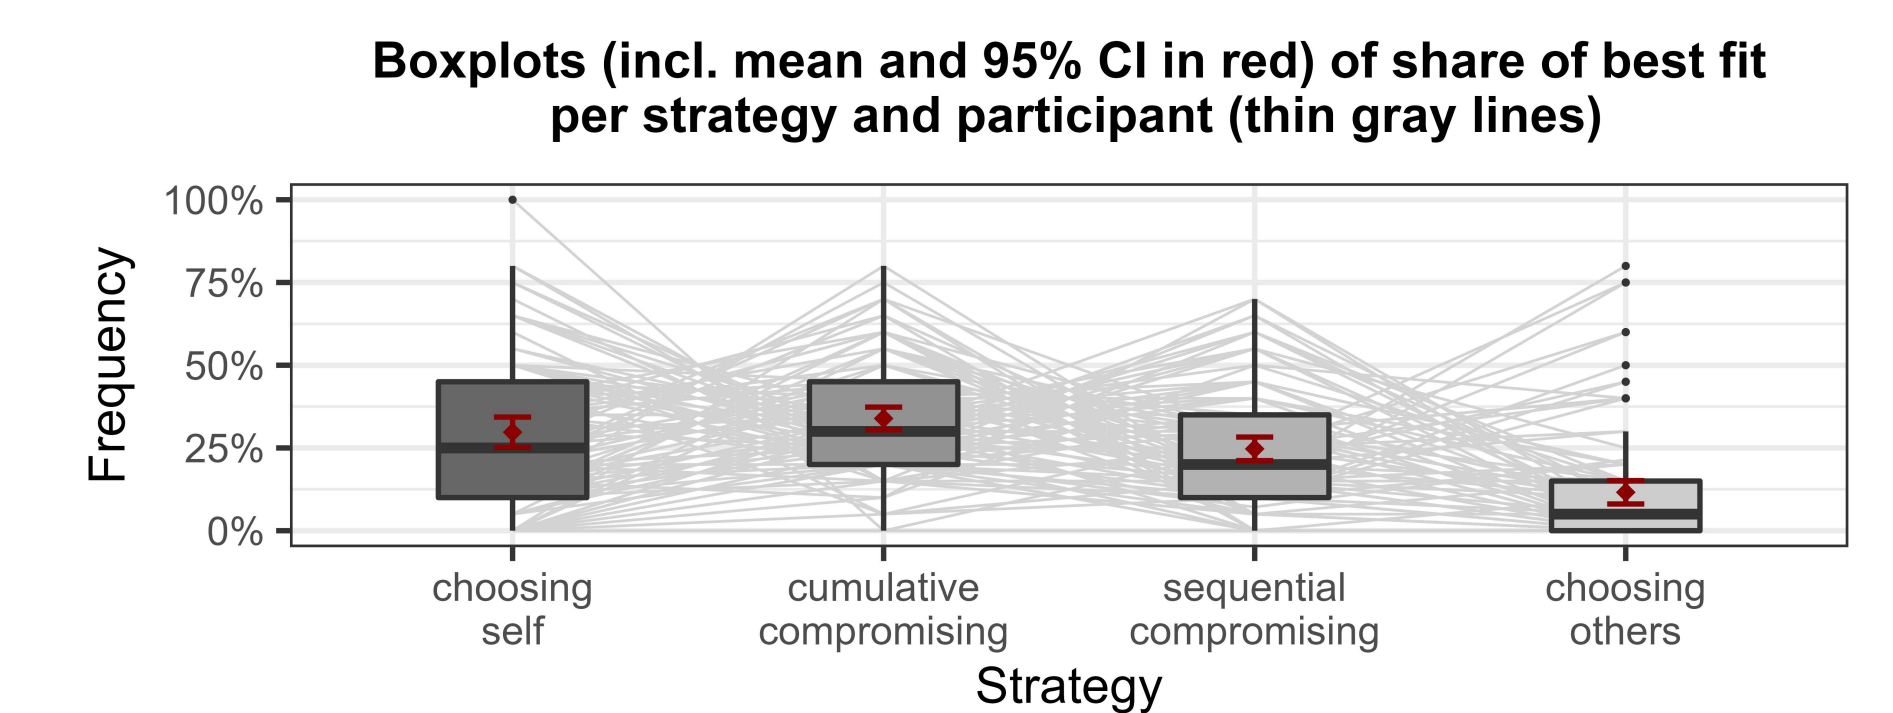 Boxplots (incl. mean and 95% CI in red) of share of best fit
per strategy and participant (thin gray lines)
Frequency
100%
75%
50%
25%
0%
choosing
self
cumulative
compromising
sequential
compromising
choosing
others
Strategy